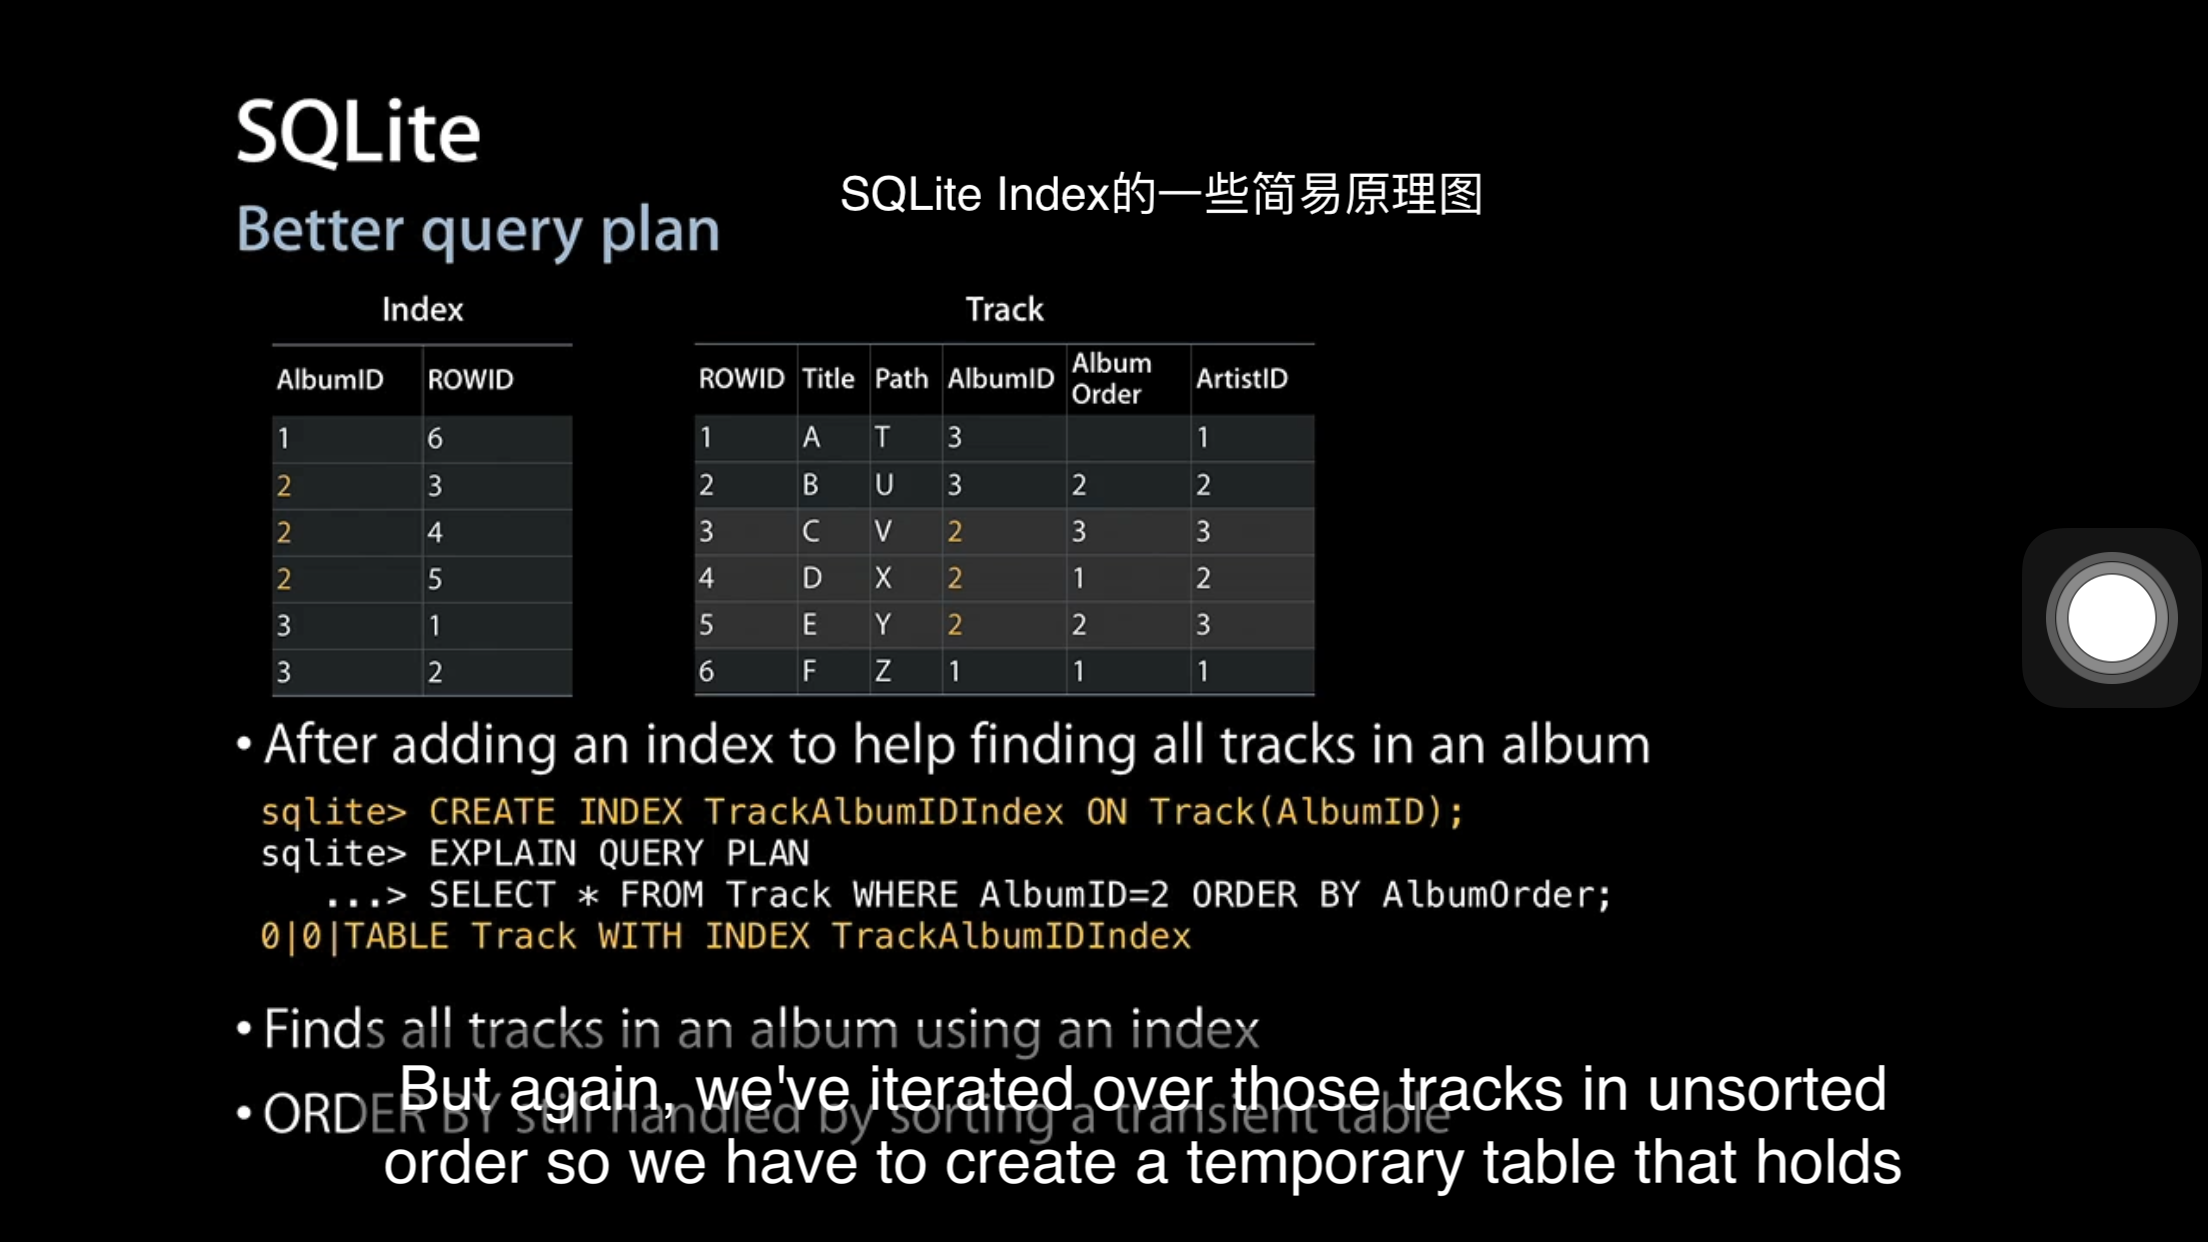 SQLite
SQLite Index的一些简易原理图
Better query plan
Index
AlbumID ROWID
1 6
2 3
2 4
2 5
3 1
3 2
Track
ROWID Title Path AlbumID Album Order ArtistID
1 A T 3 1
2 B U 3 2 2
3 C V 2 3 3
4 D X 2 1 2
5 E Y 2 2 3
6 F Z 1 1 1
• After adding an index to help finding all tracks in an album
sqlite> CREATE INDEX TrackAlbumIDIndex ON Track(AlbumID);
sqlite> EXPLAIN QUERY PLAN
...> SELECT * FROM Track WHERE AlbumID=2 ORDER BY AlbumOrder;
0|0|TABLE Track WITH INDEX TrackAlbumIDIndex
• Finds all tracks in an album using an index
• ORDER BY still handled by sorting a transient table
But again, we've iterated over those tracks in unsorted
order so we have to create a temporary table that holds